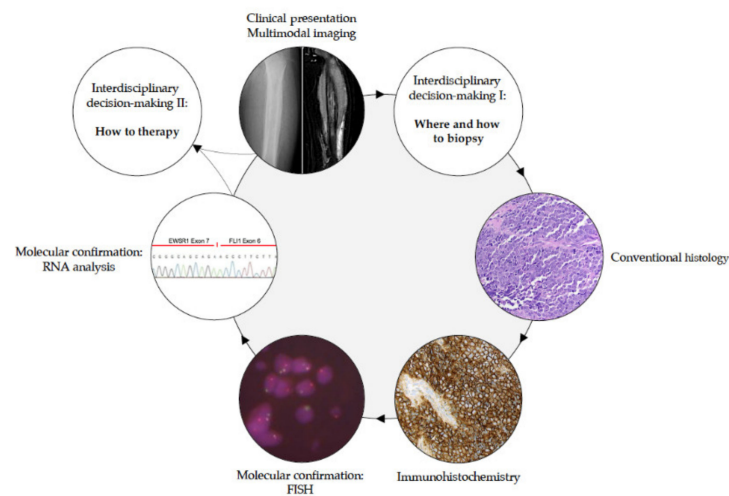 Clinical presentation
Multimodal imaging
Interdisciplinary
decision-making II:
How to therapy
Interdisciplinary
decision-making I:
Where and how
to biopsy
Molecular confirmation:
RNA analysis
EWSR1 Exon 7
FLI1 Exon 6
Conventional histology
Molecular confirmation:
FISH
Immunohistochemistry